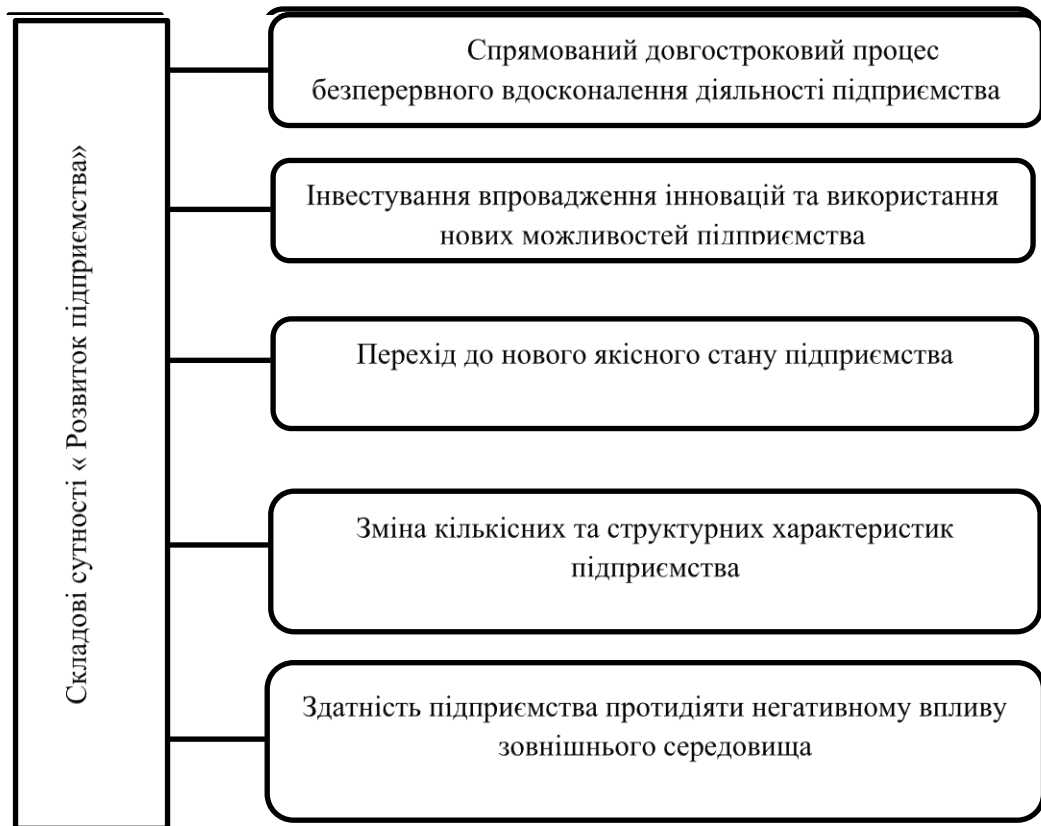 Складові сутності « Розвиток підприємства»
Спрямований довгостроковий процес
безперервного вдосконалення діяльності підприємства
Інвестування впровадження інновацій та використання
нових можливостей підприємства
Перехід до нового якісного стану підприємства
Зміна кількісних та структурних характеристик
підприємства
Здатність підприємства протидіяти негативному впливу
зовнішнього середовища